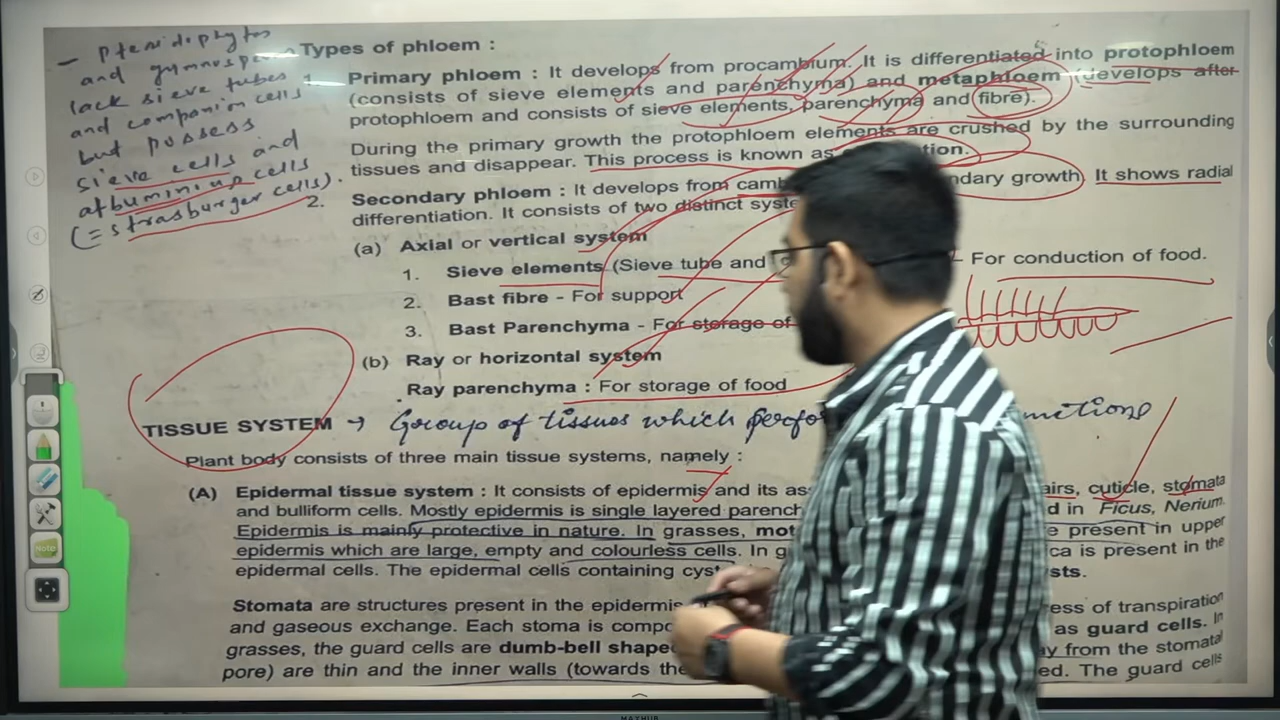 - Pteridophytes
and gymnosperms
lack sieve tubes
and companion cells
but possess
sieve cells and
albuminous cells
(= strasburger cells).
Types of phloem :
1. Primary phloem : It develops from procambium. It is differentiated into protophloem
(consists of sieve elements and parenchyma) and metaphloem (develops after
protophloem and consists of sieve elements, parenchyma and fibre).
During the primary growth the protophloem elements are crushed by the surrounding
tissues and disappear. This process is known as tion.
2. Secondary phloem : It develops from camb ndary growth. It shows radial
differentiation. It consists of two distinct syste
(a) Axial or vertical system
1. Sieve elements (Sieve tube and - For conduction of food.
2. Bast fibre - For support
3. Bast Parenchyma - For storage of
(b) Ray or horizontal system
Ray parenchyma : For storage of food
TISSUE SYSTEM → Group of tissues which perfo nctions
Plant body consists of three main tissue systems, namely :
(A) Epidermal tissue system : It consists of epidermis and its as airs, cuticle, stomata
and bulliform cells. Mostly epidermis is single layered parench d in Ficus, Nerium.
Epidermis is mainly protective in nature. In grasses, mot e present in upper
epidermis which are large, empty and colourless cells. In g ca is present in the
epidermal cells. The epidermal cells containing cyst sts.
Stomata are structures present in the epidermis ess of transpiration
and gaseous exchange. Each stoma is compo as guard cells. In
grasses, the guard cells are dumb-bell shape y from the stomatal
pore) are thin and the inner walls (towards the ed. The guard cells
Note